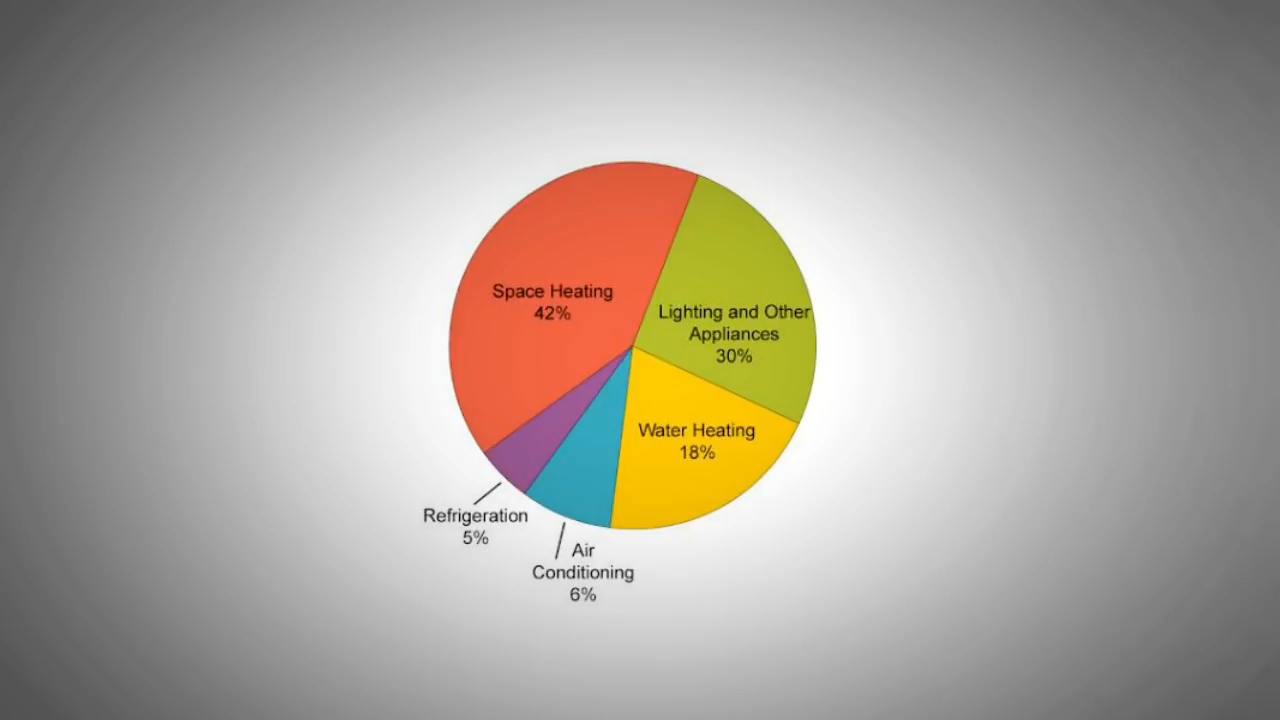 Space Heating
42%
Lighting and Other
Appliances
30%
Water Heating
18%
Refrigeration
5%
Air
Conditioning
6%